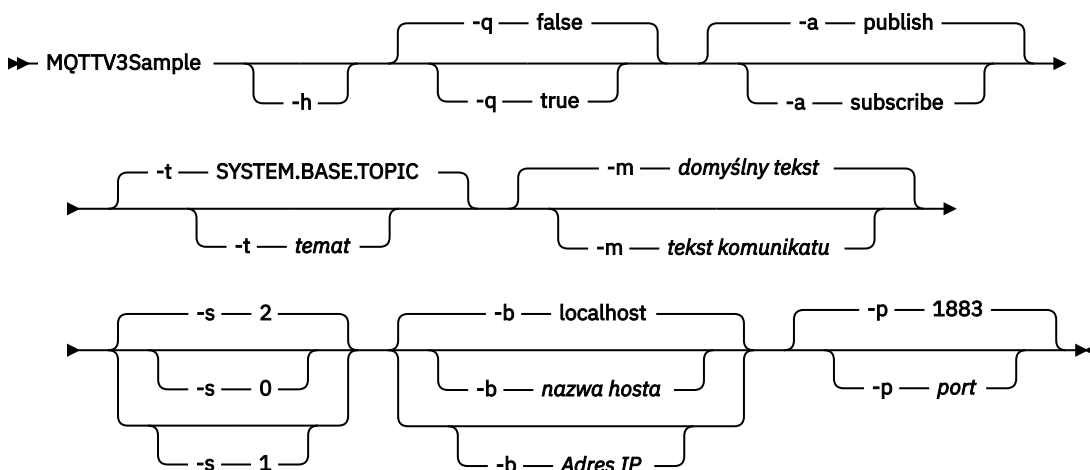 -q false -a publish
MQTTV3Sample
-h -q true -a subscribe
-t SYSTEM.BASE.TOPIC -m domyślny tekst
-t temat -m tekst komunikatu
-s 2 -b localhost -p 1883
-s 0 -b nazwa hosta -p port
-s 1 -b Adres IP